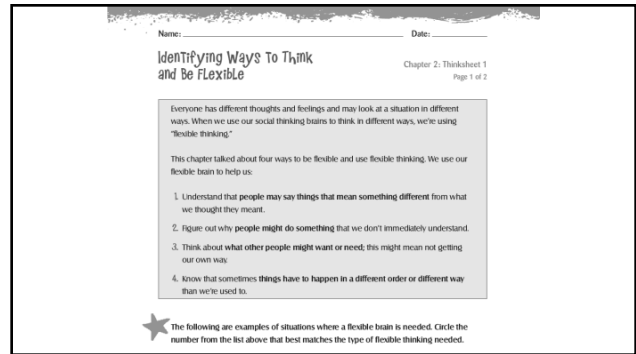 Name: Date:
Identifying Ways To Think
and Be Flexible
Chapter 2: Thinksheet 1
Page 1 of 2
Everyone has different thoughts and feelings and may look at a situation in different
ways. When we use our social thinking brains to think in different ways, we're using
"flexible thinking."
This chapter talked about four ways to be flexible and use flexible thinking. We use our
flexible brain to help us:
1. Understand that people may say things that mean something different from what
we thought they meant.
2. Figure out why people might do something that we don't immediately understand.
3. Think about what other people might want or need; this might mean not getting
our own way.
4. Know that sometimes things have to happen in a different order or different way
than we're used to.
The following are examples of situations where a flexible brain is needed. Circle the
number from the list above that best matches the type of flexible thinking needed.